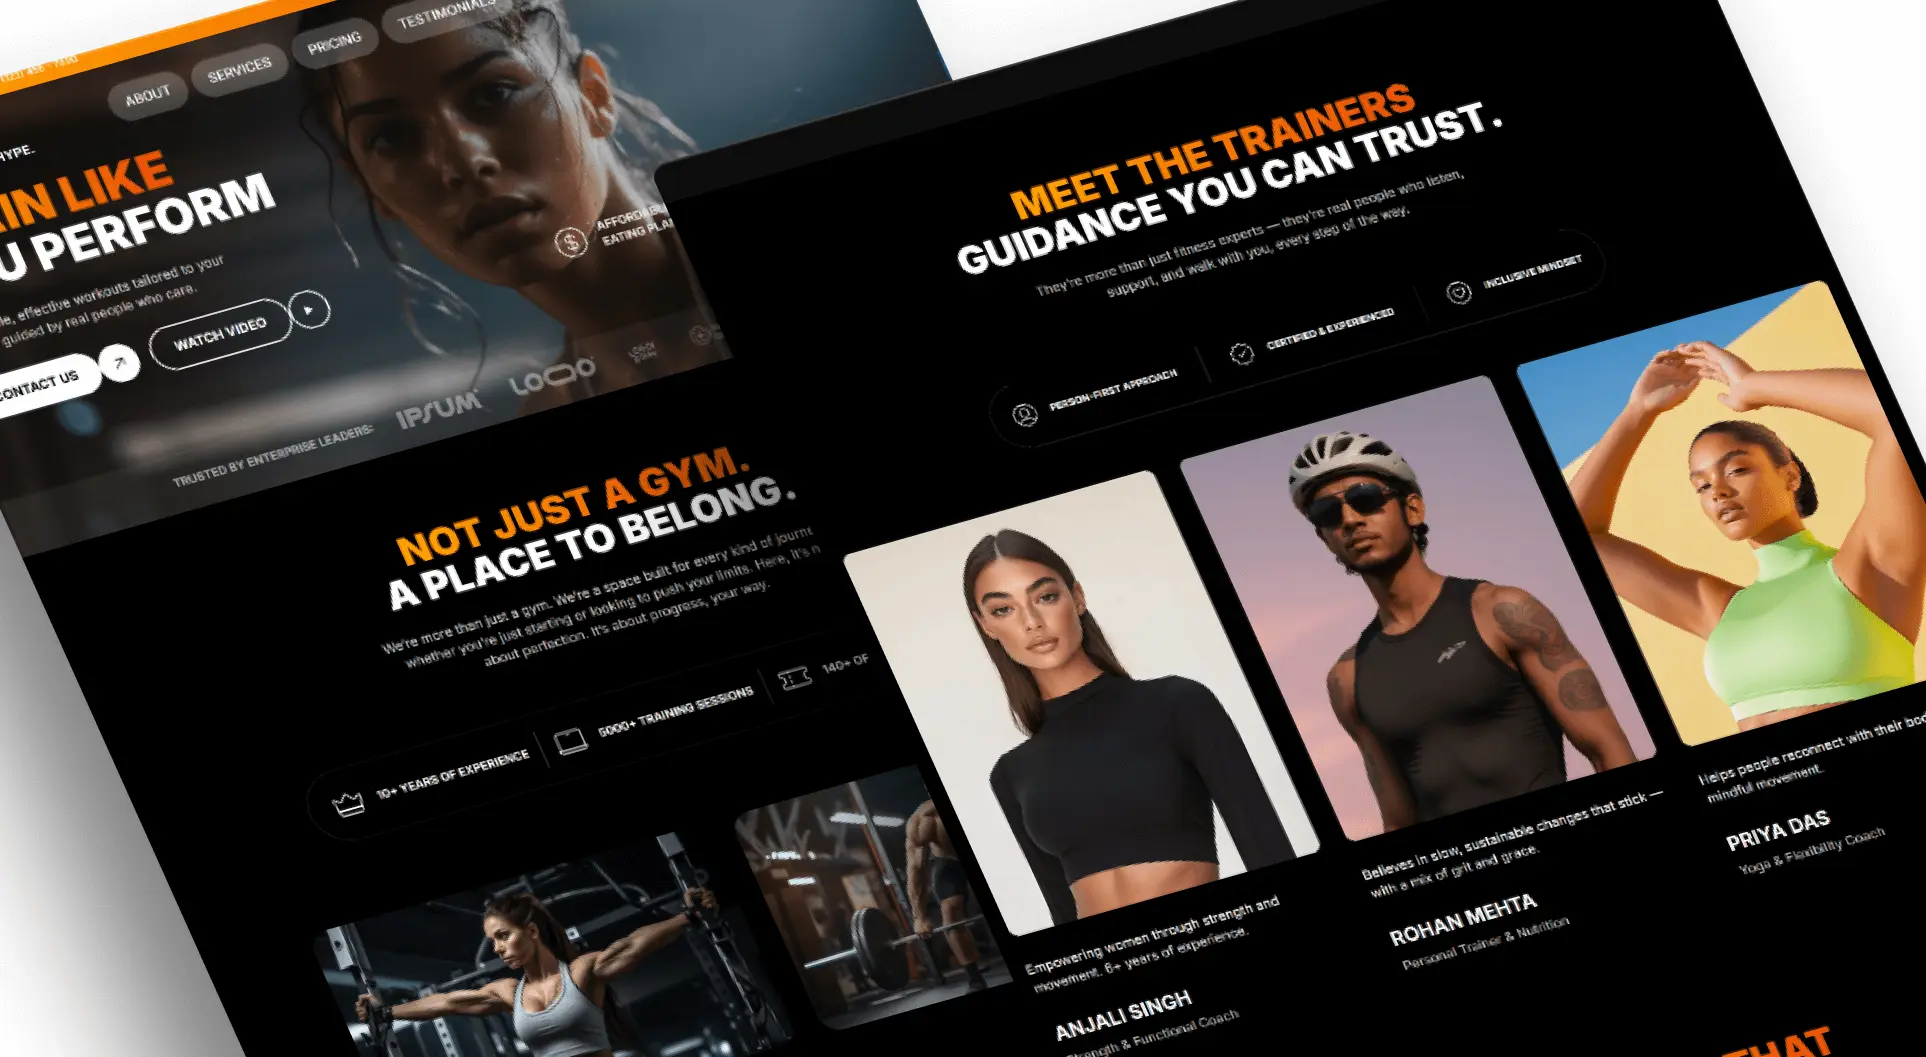 ABOUT
SERVICES
PRICING
TESTIMONIALS
HYPE.
LIKE
PERFORM
effective workouts tailored to your
guided by real people who care.
CONTACT US
WATCH VIDEO
AFFORDABLE
EATING PLA
TRUSTED BY ENTERPRISE LEADERS:
IPSUM
LOGO
NOT JUST A GYM.
A PLACE TO BELONG.
We're more than just a gym. We're a space built for every kind of
whether you're just starting or looking to push your limits. Here, it's
about perfection. It's about progress, your way.
10+ YEARS OF EXPERIENCE
5000+ TRAINING SESSIONS
140+ OF
MEET THE TRAINERS
GUIDANCE YOU CAN TRUST.
They're more than just fitness experts — they're real people who listen,
support, and walk with you, every step of the way.
PERSON-FIRST APPROACH
CERTIFIED & EXPERIENCED
INCLUSIVE MINDSET
Empowering women through strength and
movement. 6+ years of experience.
ANJALI SINGH
Strength & Functional Coach
Believes in slow, sustainable changes that stick —
with a mix of grit and grace.
ROHAN MEHTA
Personal Trainer & Nutrition
Helps people reconnect with their
mindful movement.
PRIYA DAS
Yoga & Flexibility Coach
THAT